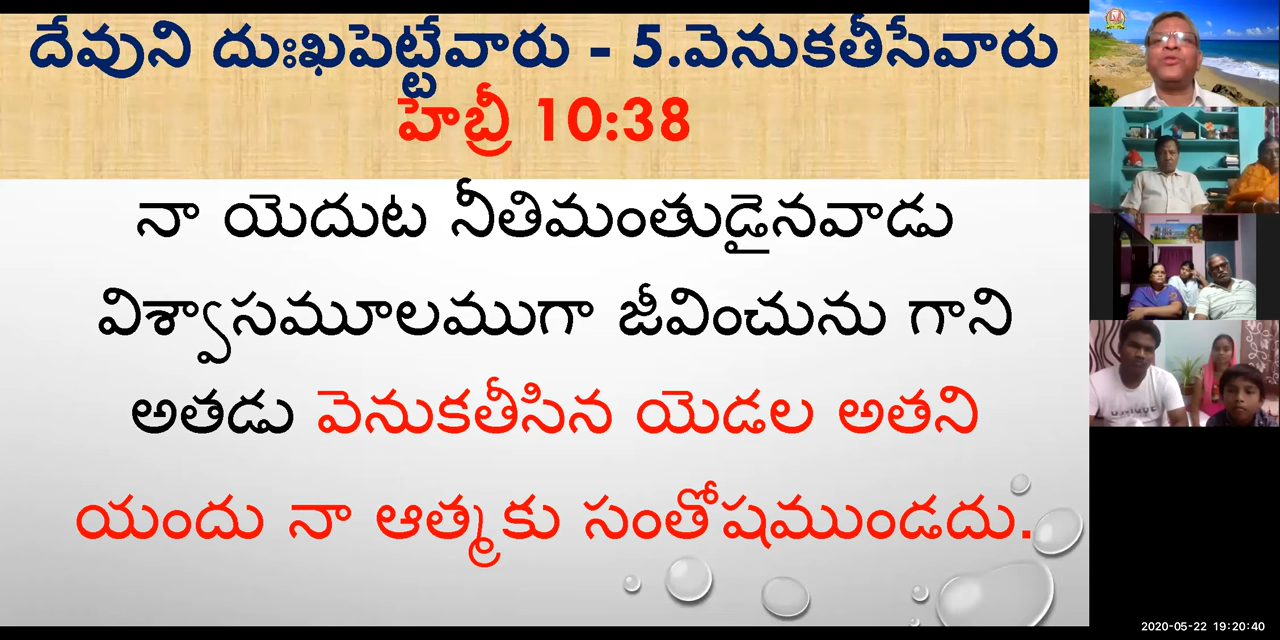 దేవుని దుఃఖపెట్టేవారు - 5.వెనుకతీసేవారు
హెబ్రీ 10:38
నా యెదుట నీతిమంతుడైనవాడు
విశ్వాసమూలముగా జీవించును గాని
అతడు వెనుకతీసిన యెడల అతని
యందు నా ఆత్మకు సంతోషముండదు.
2020-05-22 19:20:40